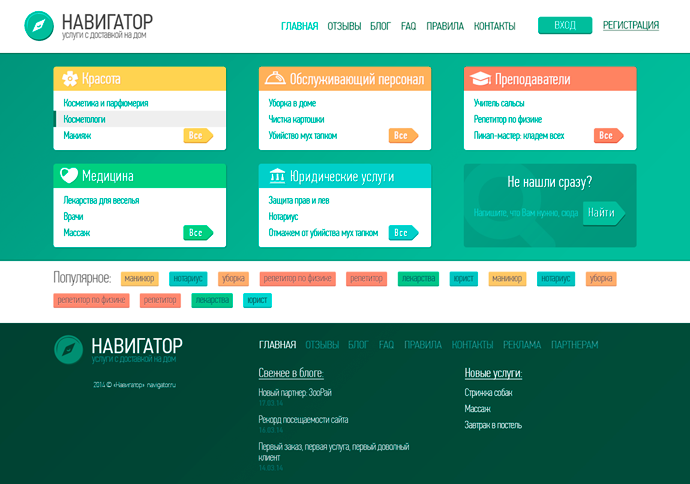 НАВИГАТОР
услуги с доставкой на дом
ГЛАВНАЯ ОТЗЫВЫ БЛОГ FAQ ПРАВИЛА КОНТАКТЫ ВХОД РЕГИСТРАЦИЯ
Красота
Косметика и парфюмерия
Косметологи
Макияж Все
Обслуживающий персонал
Уборка в доме
Чистка картошки
Убийство мух тапком Все
Преподаватели
Учитель сальсы
Репетитор по физике
Пикап-мастер: кладем всех Все
Медицина
Лекарства для веселья
Врачи
Массаж Все
Юридические услуги
Защита прав и лев
Нотариус
Отмажем от убийства мух тапком Все
Не нашли сразу?
Напишите, что Вам нужно, сюда Найти
Популярное: маникюр нотариус уборка репетитор по физике репетитор лекарства юрист маникюр нотариус уборка
репетитор по физике репетитор лекарства юрист
НАВИГАТОР
услуги с доставкой на дом
2014 © «Навигатор» navigator.ru
ГЛАВНАЯ ОТЗЫВЫ БЛОГ FAQ ПРАВИЛА КОНТАКТЫ РЕКЛАМА ПАРТНЕРАМ
Свежее в блоге:
Новый партнер: ЗооРай
17.03.14
Рекорд посещаемости сайта
16.03.14
Первый заказ, первая услуга, первый доволный
клиент
14.03.14
Новые услуги:
Стрижка собак
Массаж
Завтрак в постель